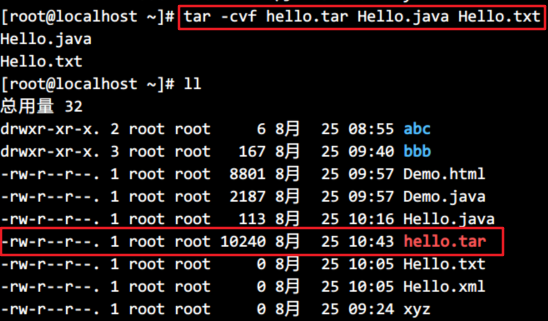 [root@localhost ~]# tar -cvf hello.tar Hello.java Hello.txt
Hello.java
Hello.txt
[root@localhost ~]# ll
总用量 32
drwxr-xr-x. 2 root root     6 8月  25 08:55 abc
drwxr-xr-x. 3 root root   167 8月  25 09:40 bbb
-rw-r--r--. 1 root root  8801 8月  25 09:57 Demo.html
-rw-r--r--. 1 root root  2187 8月  25 09:57 Demo.java
-rw-r--r--. 1 root root   113 8月  25 10:16 Hello.java
-rw-r--r--. 1 root root 10240 8月  25 10:43 hello.tar
-rw-r--r--. 1 root root     0 8月  25 10:05 Hello.txt
-rw-r--r--. 1 root root     0 8月  25 10:05 Hello.xml
-rw-r--r--. 1 root root     0 8月  25 09:24 xyz